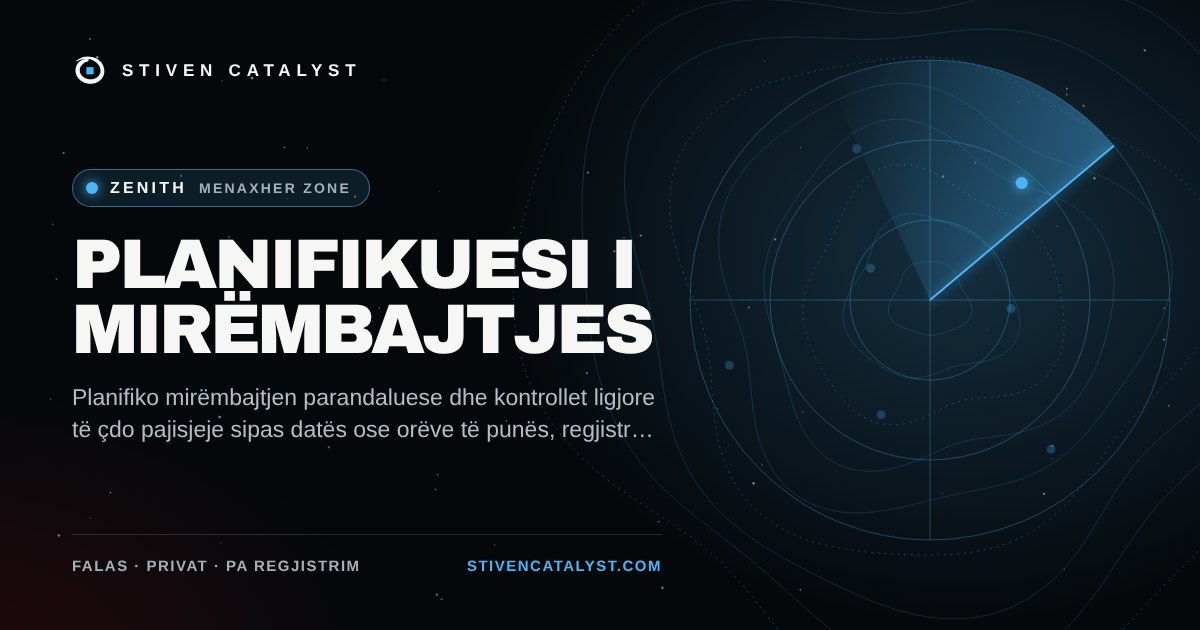 STIVEN CATALYST
ZENITH MENAXHER ZONE
PLANIFIKUESI I
MIRËMBAJTJES
Planifiko mirëmbajtjen parandaluese dhe kontrollet ligjore
të çdo pajisjeje sipas datës ose orëve të punës, regjistr…
FALAS · PRIVAT · PA REGJISTRIM
STIVENCATALYST.COM